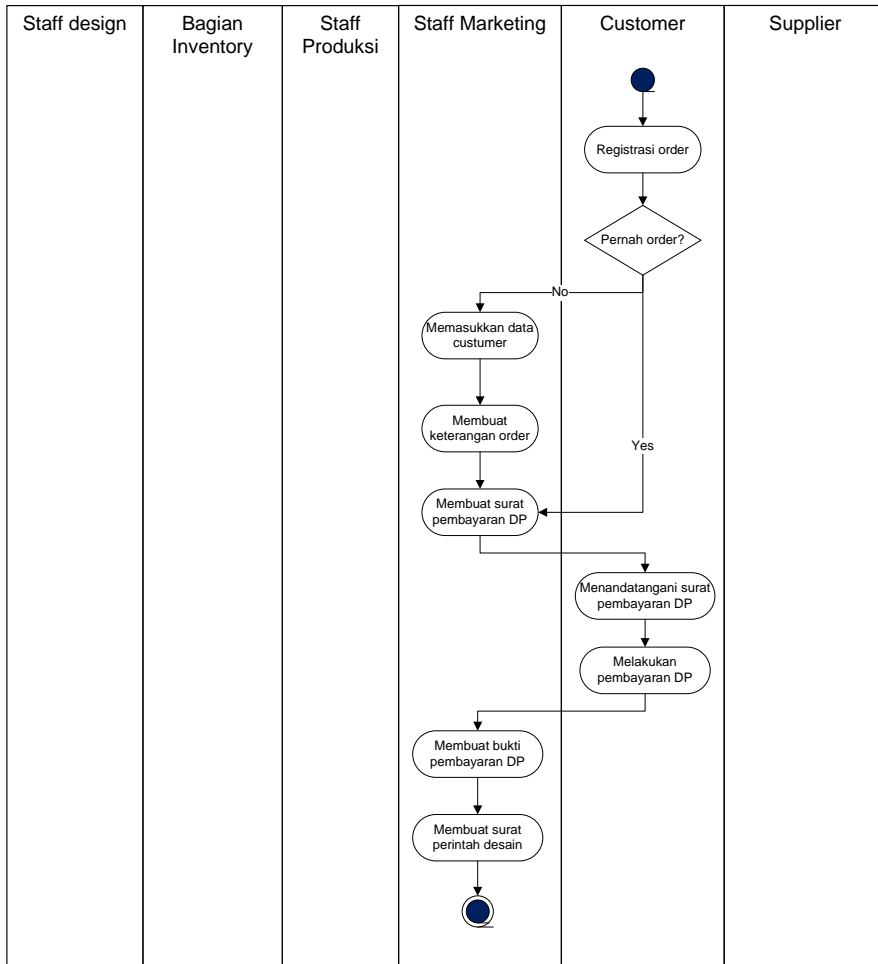 Staff design
Bagian
Inventory
Staff
Produksi
Staff Marketing
Customer
Supplier
Registrasi order
Pernah order?
No
Memasukkan data
custumer
Membuat
keterangan order
Yes
Membuat surat
pembayaran DP
Menandatangani surat
pembayaran DP
Melakukan
pembayaran DP
Membuat bukti
pembayaran DP
Membuat surat
perintah desain